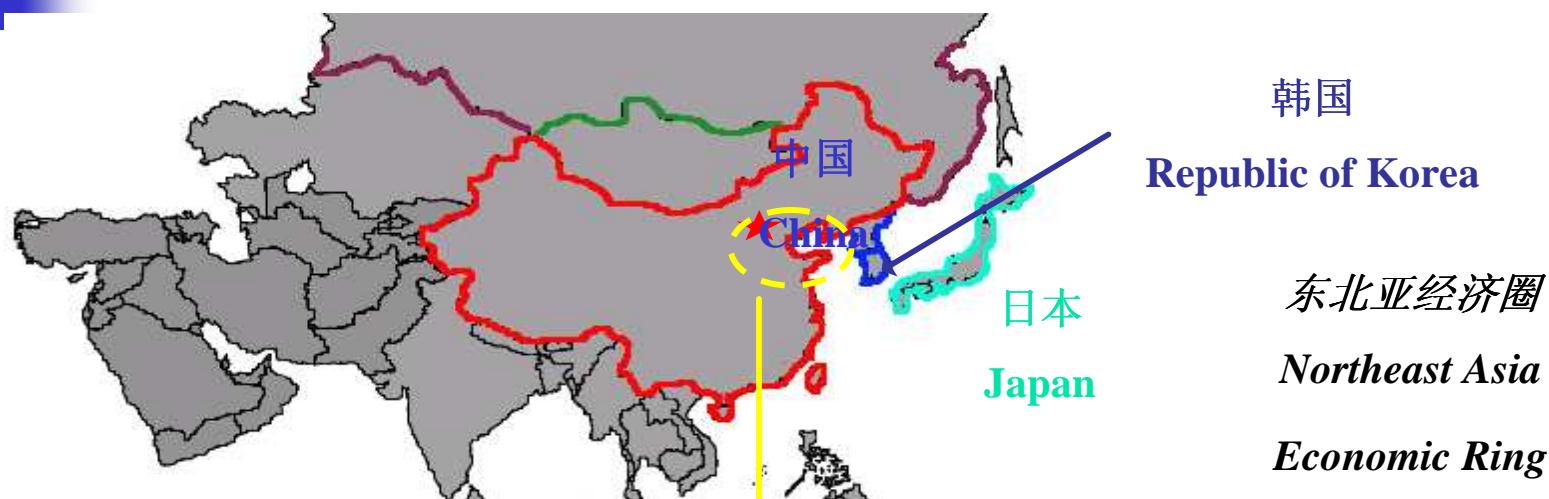 韩国
Republic of Korea
中国
China
日本
Japan
东北亚经济圈
Northeast Asia
Economic Ring